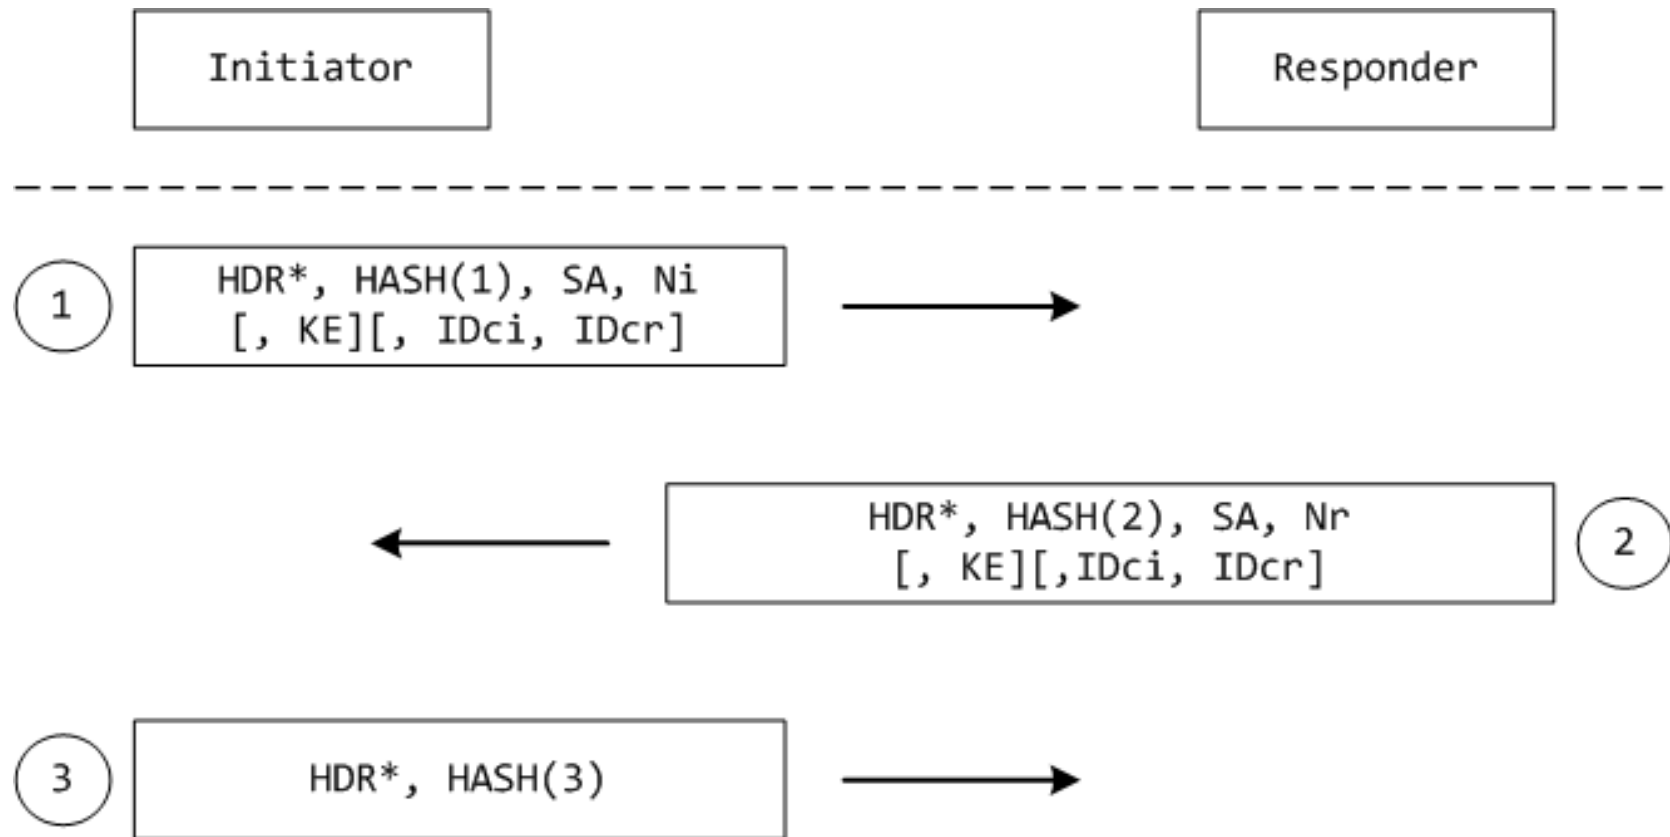 Initiator
Responder
1
HDR*, HASH(1), SA, Ni
[, KE][, IDci, IDcr]
HDR*, HASH(2), SA, Nr
[, KE][,IDci, IDcr]
2
3
HDR*, HASH(3)